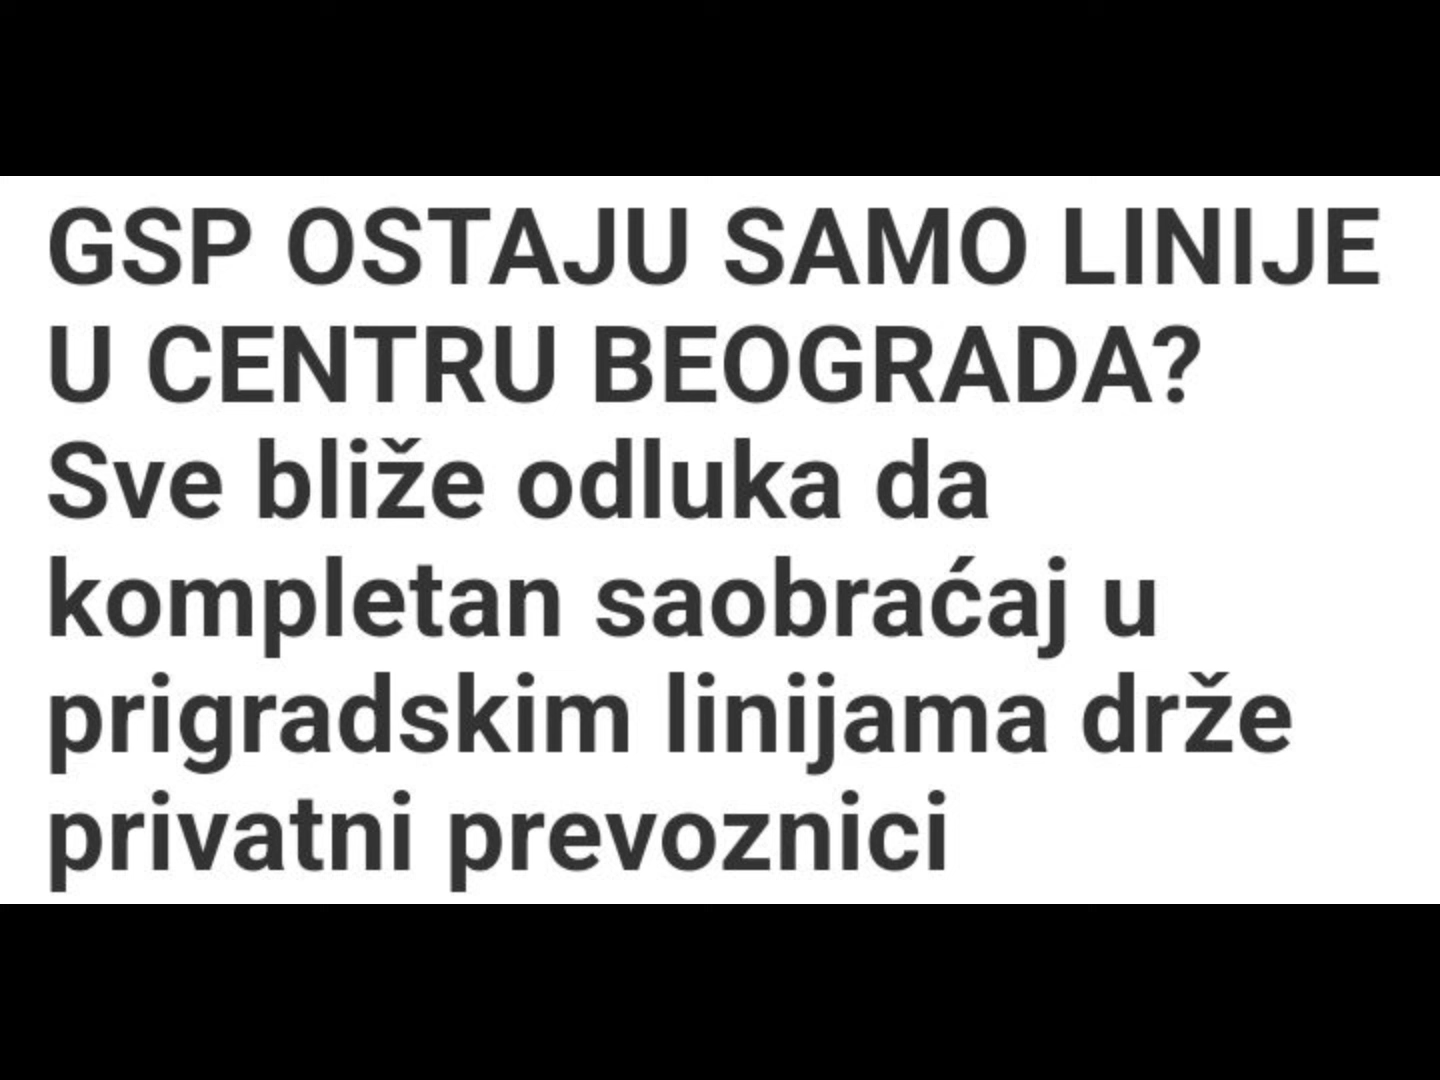 GSP OSTAJU SAMO LINIJE
U CENTRU BEOGRADA?
Sve bliže odluka da
kompletan saobraćaj u
prigradskim linijama drže
privatni prevoznici